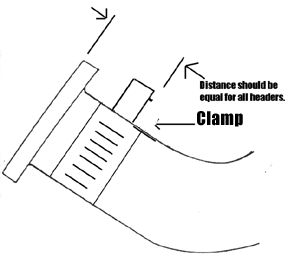 Distance should be
equal for all headers.
Clamp